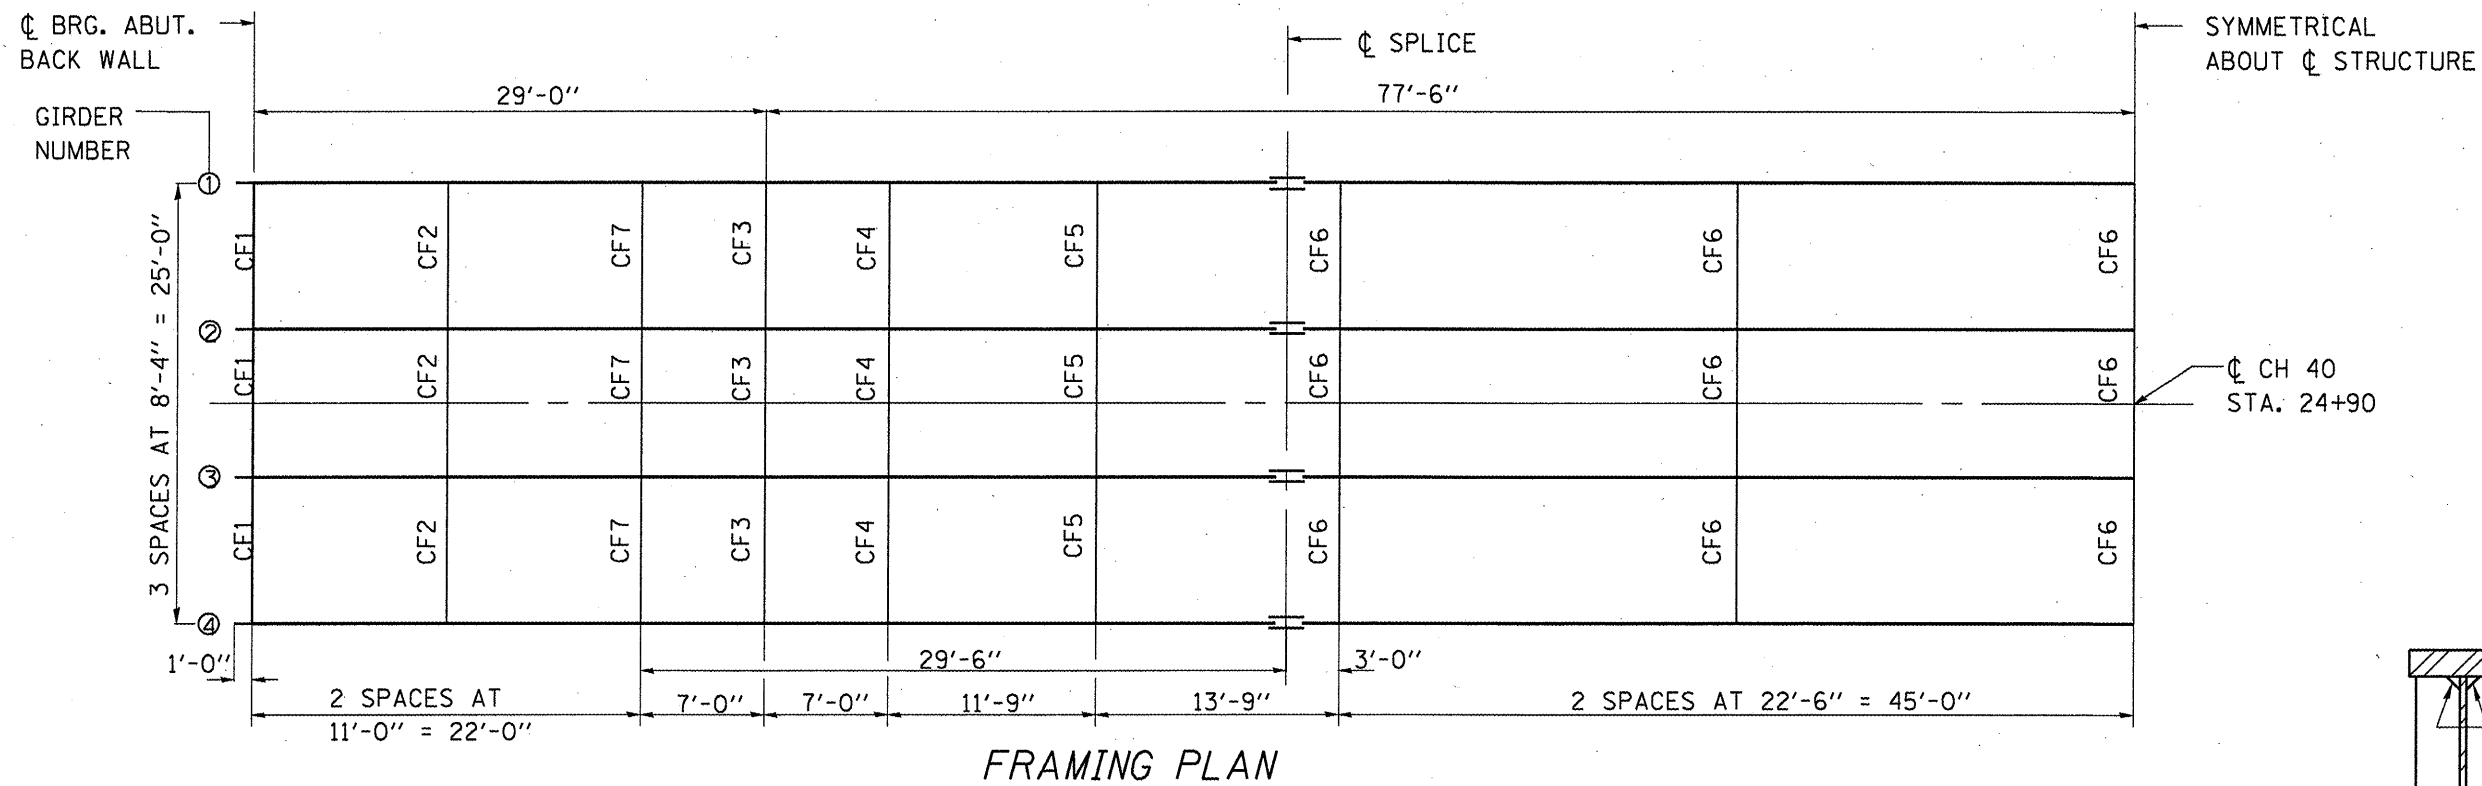 ℄ BRG. ABUT.
BACK WALL
℄ SPLICE
SYMMETRICAL
ABOUT ℄ STRUCTURE
29'-0"
77'-6"
GIRDER
NUMBER
①
②
③
④
3 SPACES AT 8'-4" = 25'-0"
CF1
CF2
CF7
CF3
CF4
CF5
CF6
CF6
CF6
CF1
CF2
CF7
CF3
CF4
CF5
CF6
CF6
CF6
℄ CH 40
STA. 24+90
CF1
CF2
CF7
CF3
CF4
CF5
CF6
CF6
CF6
1'-0"
29'-6"
3'-0"
2 SPACES AT
11'-0" = 22'-0"
7'-0"
7'-0"
11'-9"
13'-9"
2 SPACES AT 22'-6" = 45'-0"
FRAMING PLAN